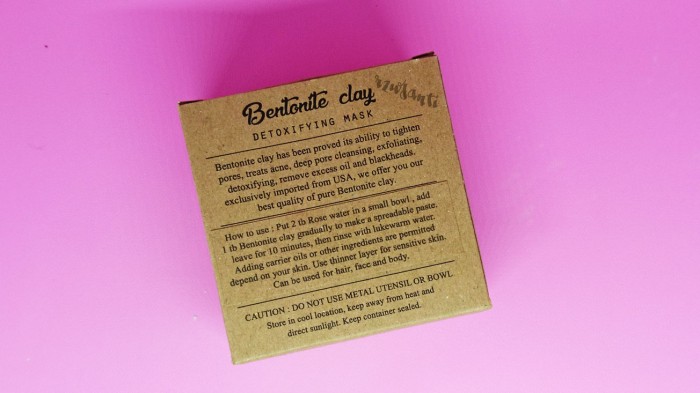 Bentonite clay
DETOXIFYING MASK
Bentonite clay has been proved its ability to tighten
pores, treats acne, deep pore cleansing, exfoliating,
detoxifying, remove excess oil and blackheads.
exclusively imported from USA, we offer you our
best quality of pure Bentonite clay.
How to use : Put 2 tb Rose water in a small bowl , add
1 tb Bentonite clay gradually to make a spreadable paste.
leave for 10 minutes, then rinse with lukewarm water.
Adding carrier oils or other ingredients are permitted
depend on your skin. Use thinner layer for sensitive skin.
Can be used for hair, face and body.
CAUTION : DO NOT USE METAL UTENSIL OR BOWL
Store in cool location, keep away from heat and
direct sunlight. Keep container sealed.